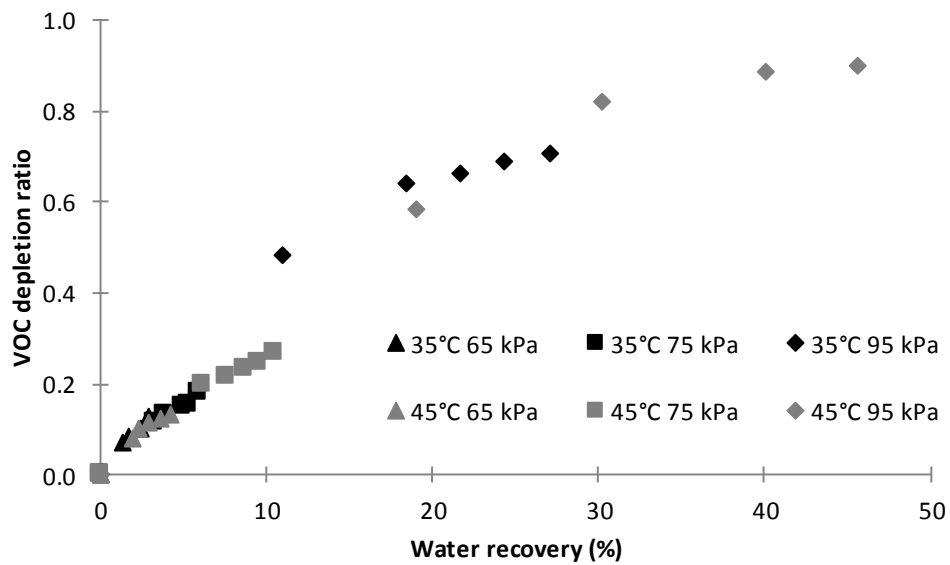 1.0
0.8
0.6
0.4
0.2
0.0
VOC depletion ratio
35°C 65 kPa 35°C 75 kPa 35°C 95 kPa
45°C 65 kPa 45°C 75 kPa 45°C 95 kPa
0 10 20 30 40 50
Water recovery (%)